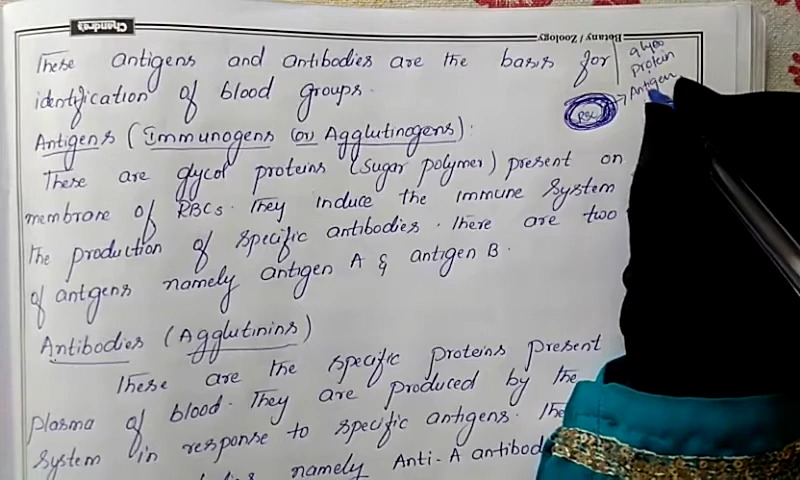 Chandra's
Botany / Zoology
These antigens and antibodies are the basis for
identification of blood groups.
glyco
Protein
Antigen
RBC
Antigens (Immunogens (or) Agglutinogens):
These are glycol proteins (sugar polymer) present on
membrane of RBCs. They induce the immune System
the production of specific antibodies. There are two
of antgens namely antigen A & antigen B.
Antibodies (Agglutinins)
These are the specific proteins present
plasma of blood. They are produced by the
System in response to specific antigens. The
namely Anti-A antibod